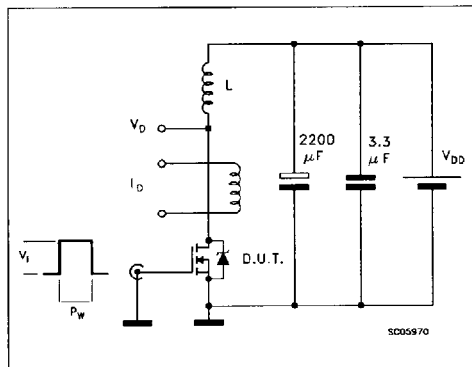 L
V_D
2200
μF
3.3
μF
V_DD
I_D
V_i
D.U.T.
P_W
SC05970